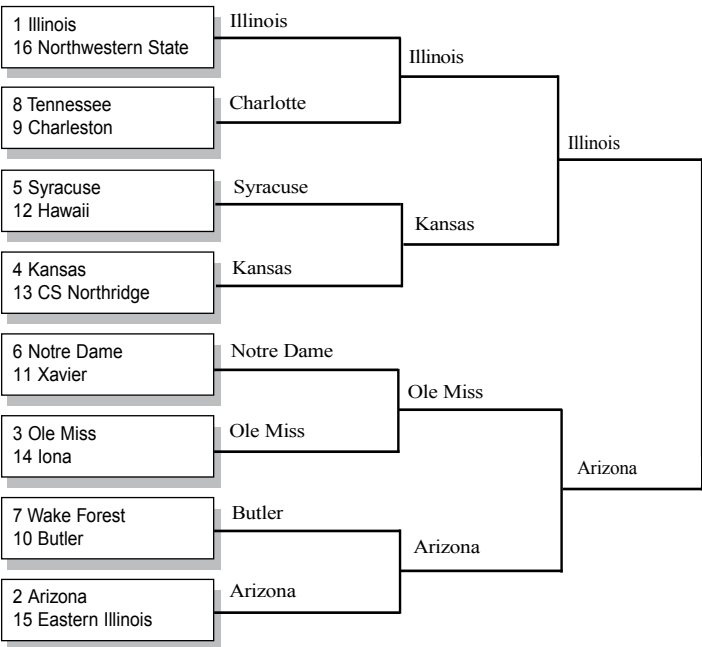 1 Illinois
16 Northwestern State
8 Tennessee
9 Charleston
5 Syracuse
12 Hawaii
4 Kansas
13 CS Northridge
6 Notre Dame
11 Xavier
3 Ole Miss
14 Iona
7 Wake Forest
10 Butler
2 Arizona
15 Eastern Illinois
Illinois
Charlotte
Syracuse
Kansas
Notre Dame
Ole Miss
Butler
Arizona
Illinois
Kansas
Ole Miss
Arizona
Illinois
Arizona